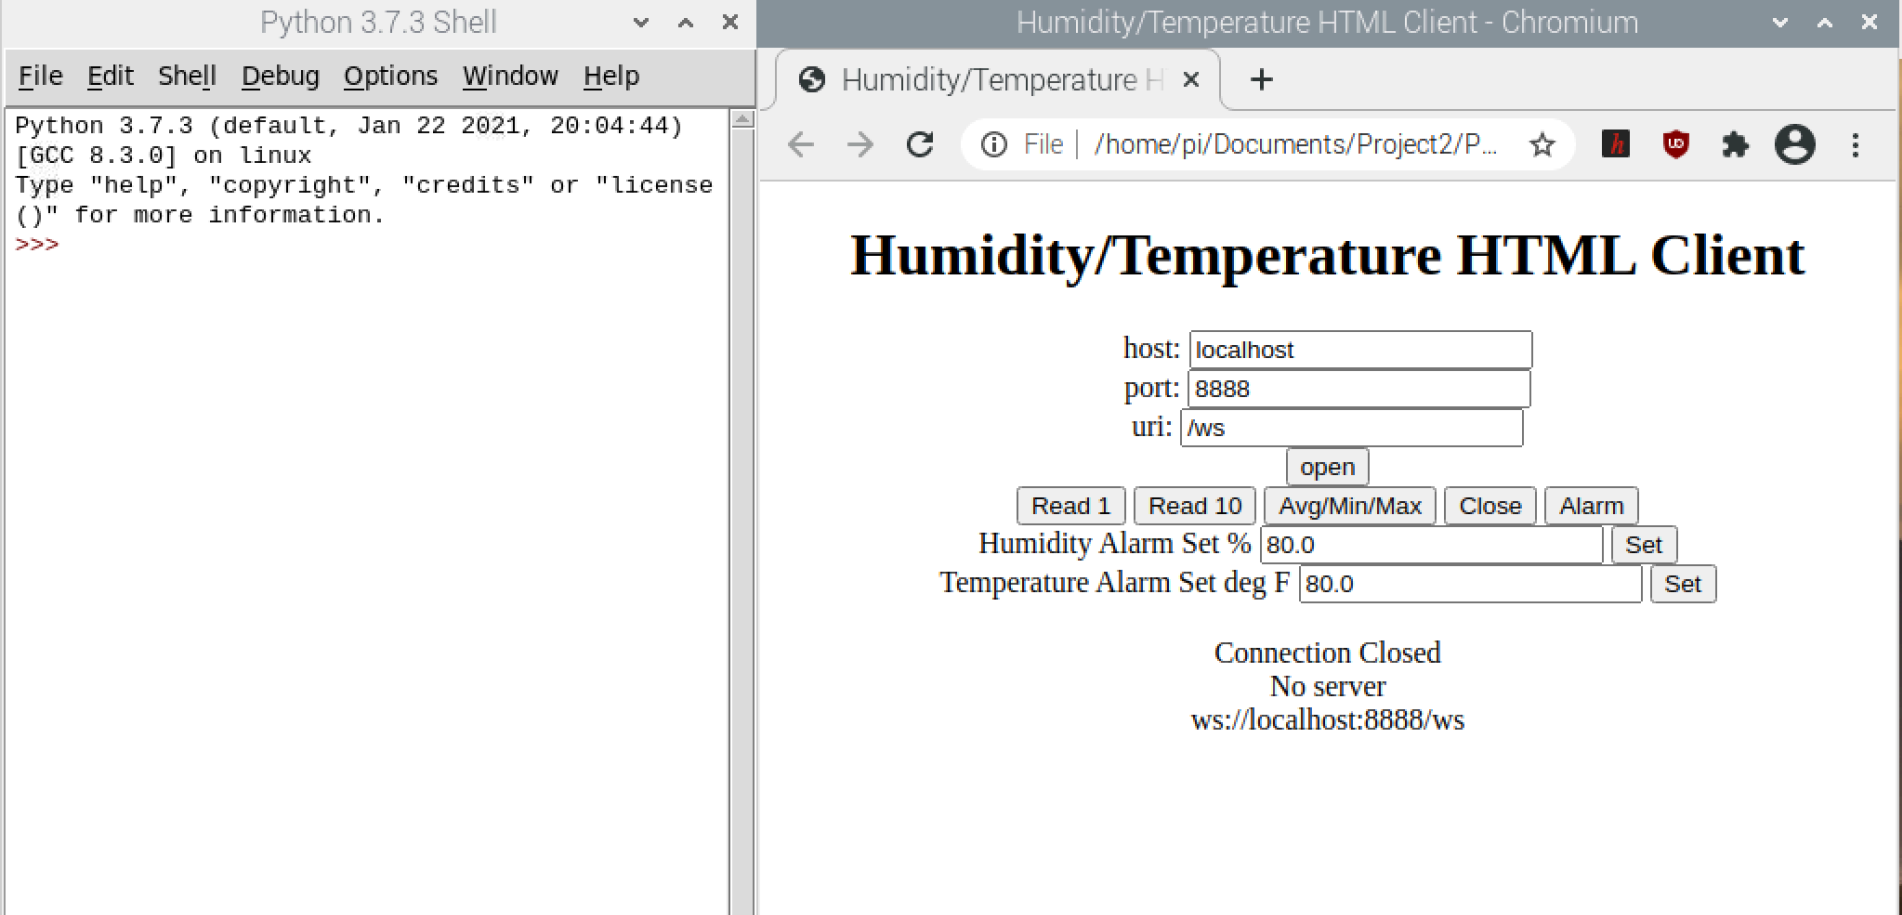 Python 3.7.3 Shell
File Edit Shell Debug Options Window Help
Python 3.7.3 (default, Jan 22 2021, 20:04:44)
[GCC 8.3.0] on linux
Type "help", "copyright", "credits" or "license
()" for more information.
>>>
Humidity/Temperature HTML Client - Chromium
Humidity/Temperature H
File | /home/pi/Documents/Project2/P...
Humidity/Temperature HTML Client
host: localhost
port: 8888
uri: /ws
open
Read 1 Read 10 Avg/Min/Max Close Alarm
Humidity Alarm Set % 80.0 Set
Temperature Alarm Set deg F 80.0 Set
Connection Closed
No server
ws://localhost:8888/ws